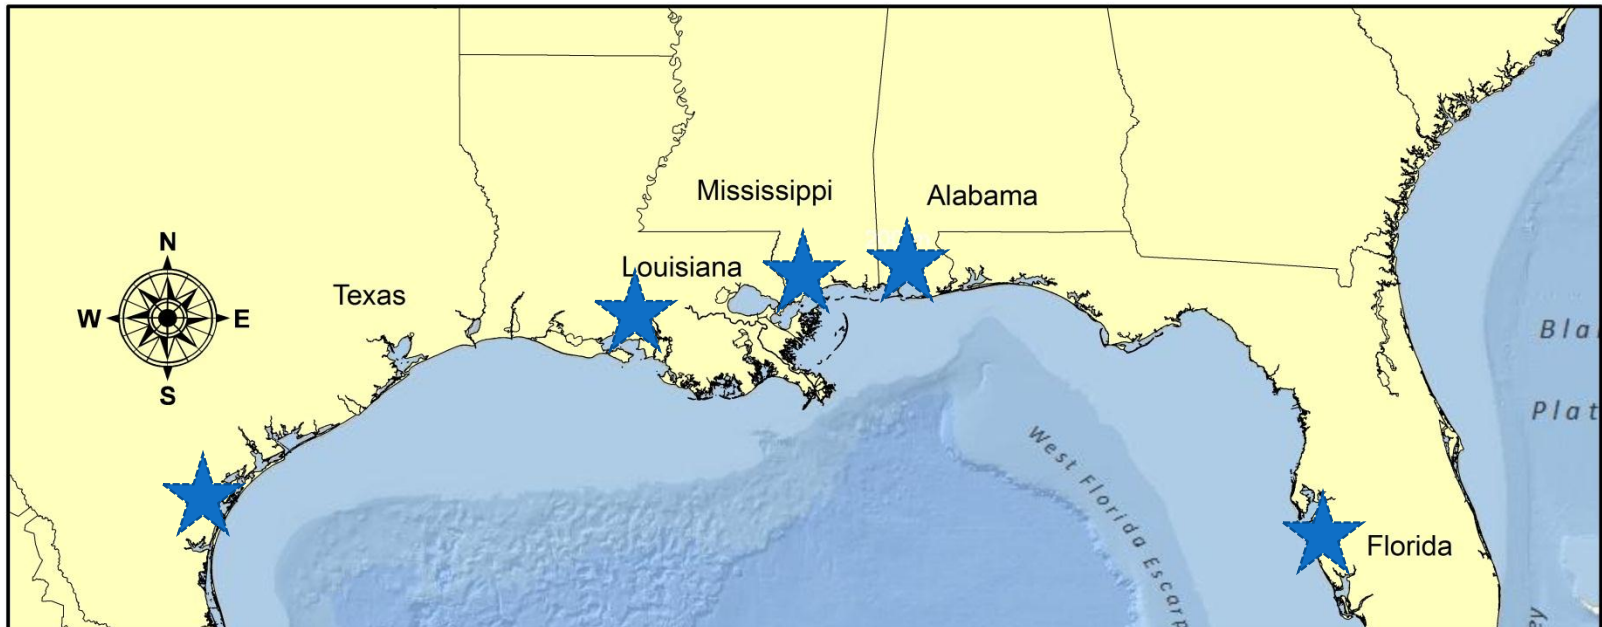 Mississippi
Alabama
Louisiana
Texas
Florida
N
W
E
S
West Florida Escarp
Bla
Plat